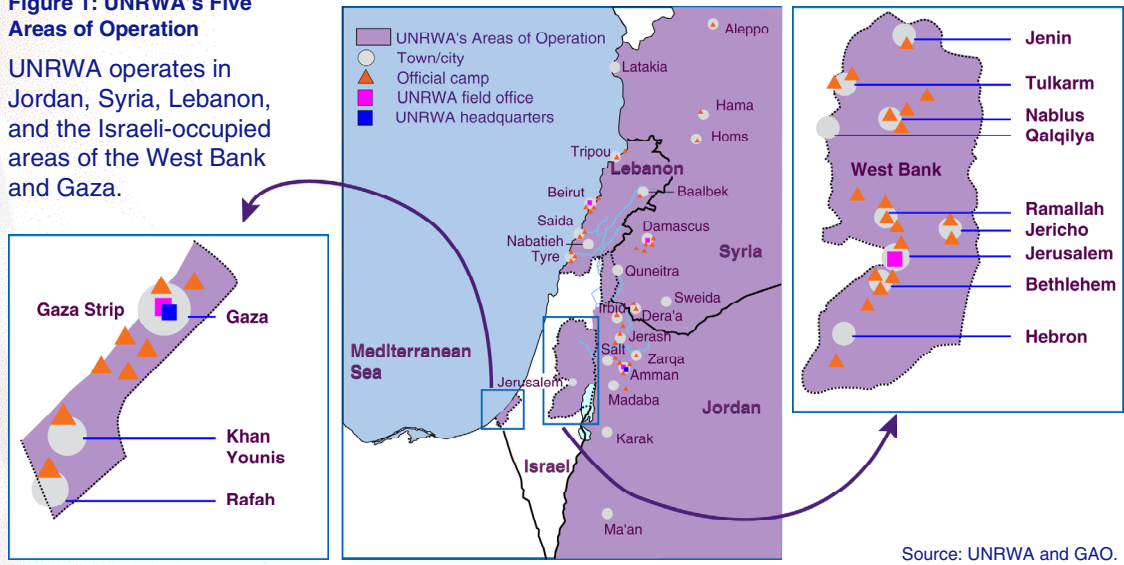 Figure 1: UNRWA's Five
Areas of Operation
UNRWA operates in
Jordan, Syria, Lebanon,
and the Israeli-occupied
areas of the West Bank
and Gaza.
Gaza Strip
Gaza
Khan
Younis
Rafah
UNRWA's Areas of Operation
Town/city
Official camp
UNRWA field office
UNRWA headquarters
Aleppo
Latakia
Hama
Homs
Tripou
Lebanon
Beirut
Baalbek
Saida
Damascus
Nabatieh
Tyre
Syria
Quneitra
Sweida
Irbid
Dera'a
Jerash
Mediterranean
Sea
Salt
Zarqa
Amman
Jerusalem
Madaba
Jordan
Karak
Israel
Ma'an
Jenin
Tulkarm
Nablus
Qalqilya
West Bank
Ramallah
Jericho
Jerusalem
Bethlehem
Hebron
Source: UNRWA and GAO.